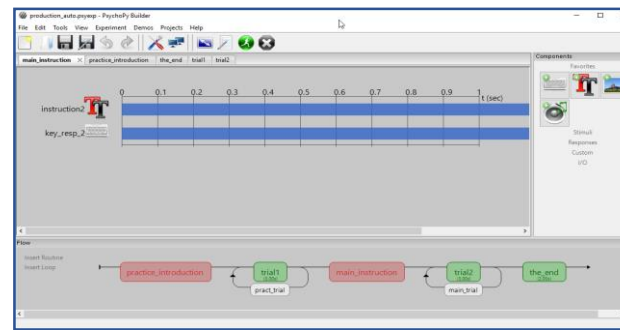 production_auto.psyexp - PsychoPy Builder
File Edit Tools View Experiment Demos Projects Help
main_instruction × practice_introduction the_end trial1 trial2
Components
Favorites
0 0.1 0.2 0.3 0.4 0.5 0.6 0.7 0.8 0.9 1
t (sec)
instruction2
key_resp_2
Stimuli
Responses
Custom
I/O
Flow
Insert Routine
Insert Loop
practice_introduction trial1 main_instruction trial2 the_end
pract_trial main_trial